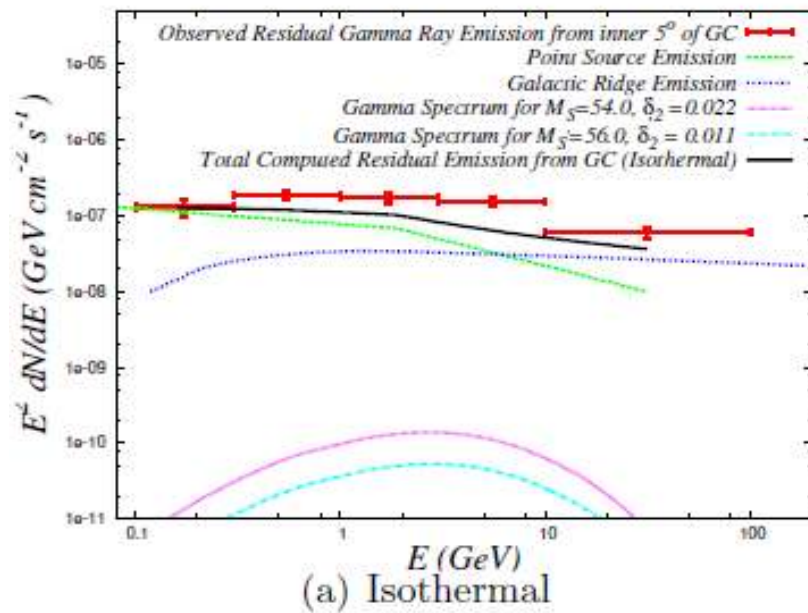 Observed Residual Gamma Ray Emission from inner 5° of GC
Point Source Emission
Galactic Ridge Emission
Gamma Spectrum for M_S=54.0, δ_2 = 0.022
Gamma Spectrum for M_S=56.0, δ_2 = 0.011
Total Computed Residual Emission from GC (Isothermal)
1e-05
1e-06
1e-07
1e-08
1e-09
1e-10
1e-11
E² dN/dE (GeV cm⁻² s⁻¹)
0.1
1
10
100
E (GeV)
(a) Isothermal